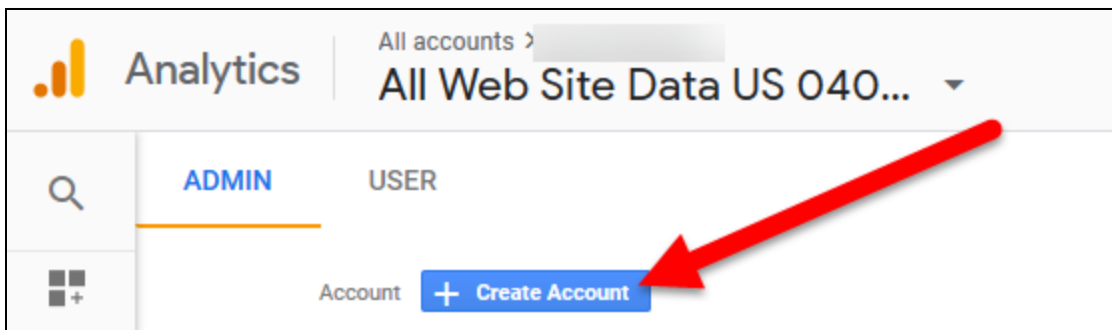 Analytics
All accounts >
All Web Site Data US 040...
ADMIN
USER
Account
+ Create Account